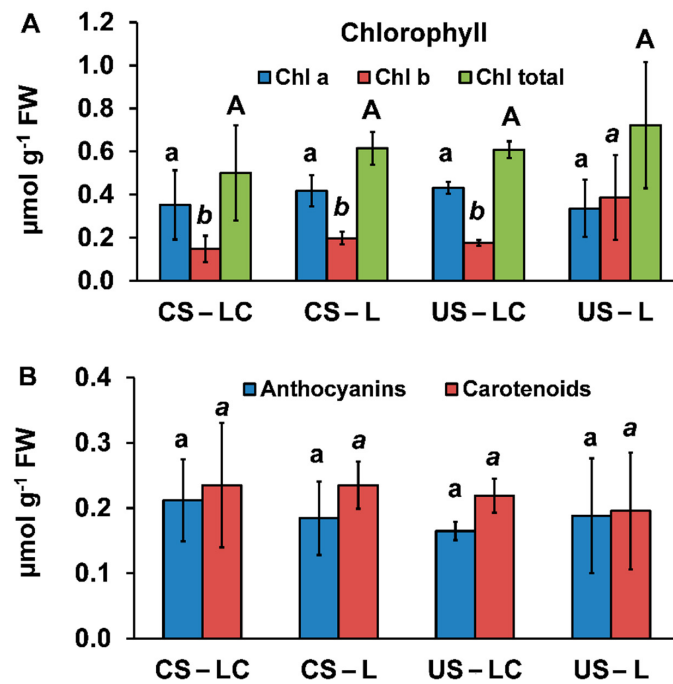 A
Chlorophyll
Chl a Chl b Chl total
µmol g⁻¹ FW
1.2
1.0
0.8
0.6
0.4
0.2
0.0
a b A
a b A
a b A
a a A
CS – LC CS – L US – LC US – L
B
Anthocyanins Carotenoids
µmol g⁻¹ FW
0.4
0.3
0.2
0.1
0.0
a a
a a
a a
a a
CS – LC CS – L US – LC US – L